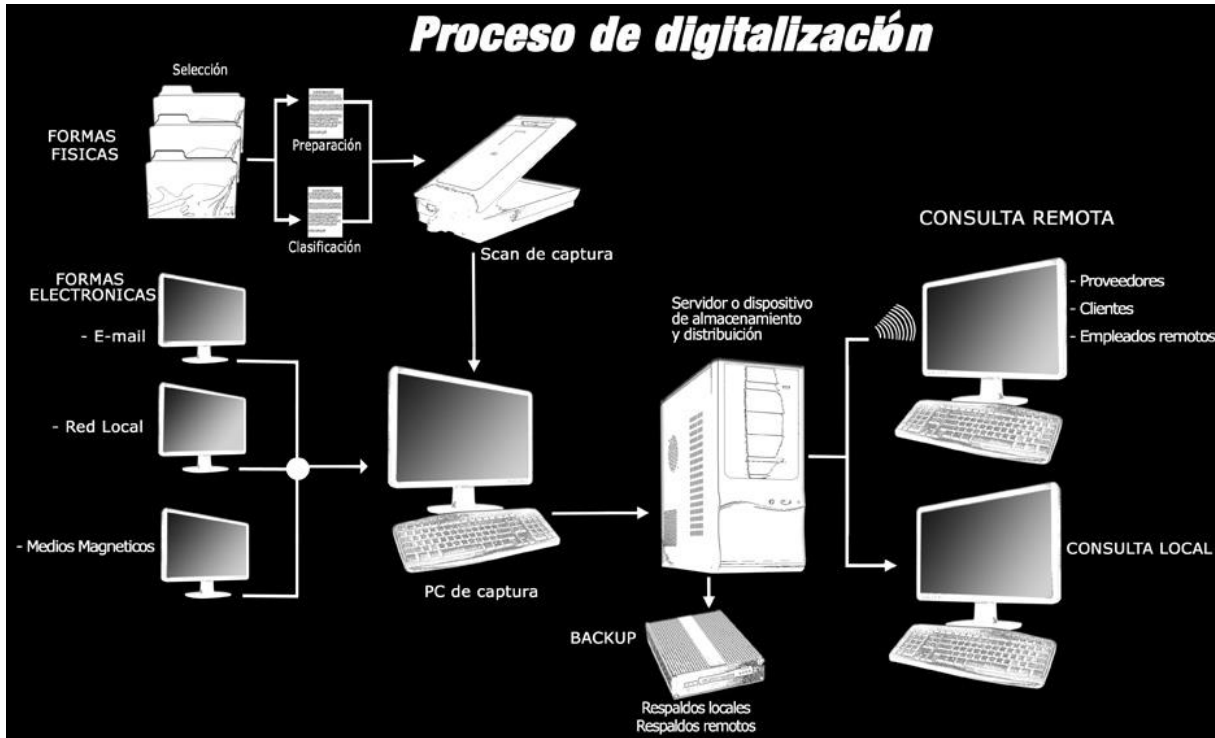 Proceso de digitalización
Selección
FORMAS
FISICAS
Preparación
Clasificación
Scan de captura
FORMAS
ELECTRONICAS
- E-mail
- Red Local
- Medios Magneticos
PC de captura
Servidor o dispositivo
de almacenamiento
y distribuición
BACKUP
Respaldos locales
Respaldos remotos
CONSULTA REMOTA
- Proveedores
- Clientes
- Empleados remotos
CONSULTA LOCAL